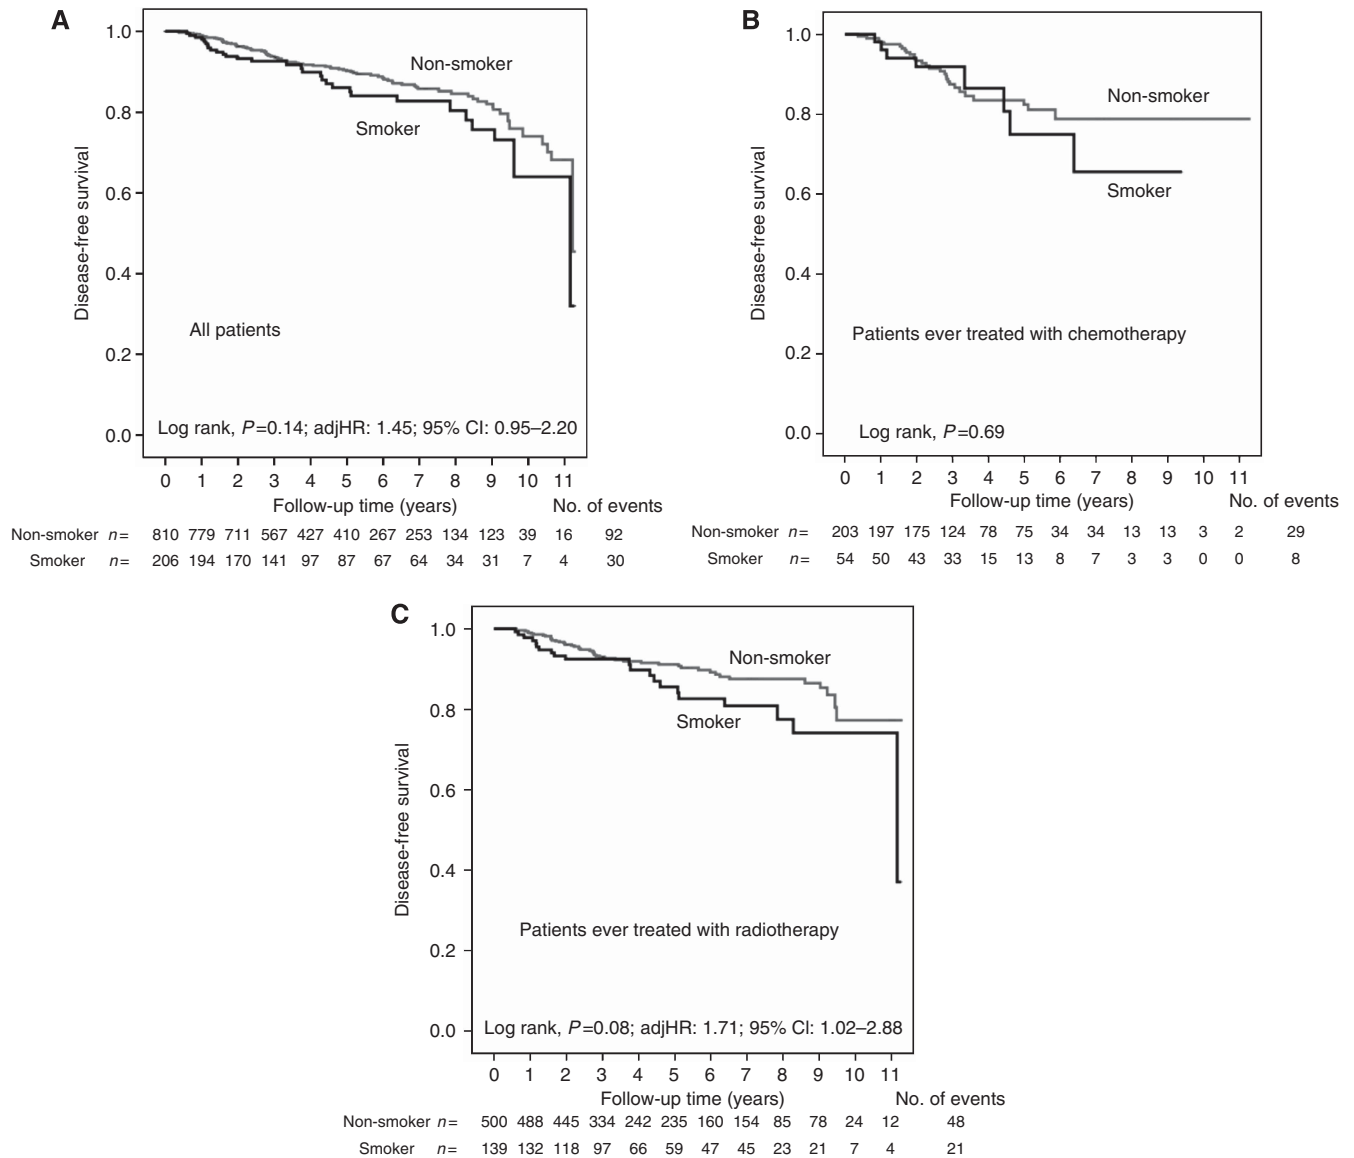 A
1.0
0.8
0.6
0.4
0.2
0.0
Disease-free survival
Non-smoker
Smoker
All patients
Log rank, P=0.14; adjHR: 1.45; 95% CI: 0.95–2.20
0 1 2 3 4 5 6 7 8 9 10 11
Follow-up time (years) No. of events
Non-smoker n= 810 779 711 567 427 410 267 253 134 123 39 16 92
Smoker n= 206 194 170 141 97 87 67 64 34 31 7 4 30
B
1.0
0.8
0.6
0.4
0.2
0.0
Disease-free survival
Non-smoker
Smoker
Patients ever treated with chemotherapy
Log rank, P=0.69
0 1 2 3 4 5 6 7 8 9 10 11
Follow-up time (years) No. of events
Non-smoker n= 203 197 175 124 78 75 34 34 13 13 3 2 29
Smoker n= 54 50 43 33 15 13 8 7 3 3 0 0 8
C
1.0
0.8
0.6
0.4
0.2
0.0
Disease-free survival
Non-smoker
Smoker
Patients ever treated with radiotherapy
Log rank, P=0.08; adjHR: 1.71; 95% CI: 1.02–2.88
0 1 2 3 4 5 6 7 8 9 10 11
Follow-up time (years) No. of events
Non-smoker n= 500 488 445 334 242 235 160 154 85 78 24 12 48
Smoker n= 139 132 118 97 66 59 47 45 23 21 7 4 21